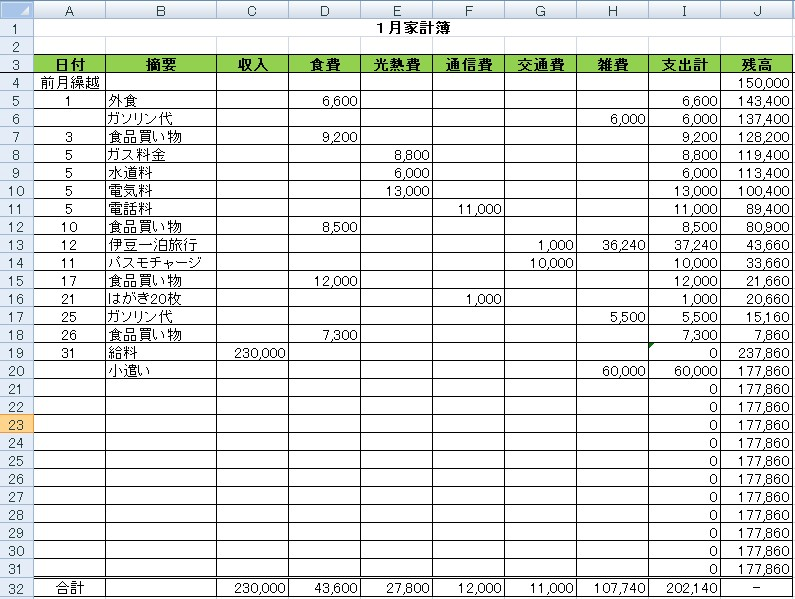 A B C D E F G H I J
1 １月家計簿
2
3 日付 摘要 収入 食費 光熱費 通信費 交通費 雑費 支出計 残高
4 前月繰越 150,000
5 1 外食 6,600 6,600 143,400
6 ガソリン代 6,000 6,000 137,400
7 3 食品買い物 9,200 9,200 128,200
8 5 ガス料金 8,800 8,800 119,400
9 5 水道料 6,000 6,000 113,400
10 5 電気料 13,000 13,000 100,400
11 5 電話料 11,000 11,000 89,400
12 10 食品買い物 8,500 8,500 80,900
13 12 伊豆一泊旅行 1,000 36,240 37,240 43,660
14 11 パスモチャージ 10,000 10,000 33,660
15 17 食品買い物 12,000 12,000 21,660
16 21 はがき20枚 1,000 1,000 20,660
17 25 ガソリン代 5,500 5,500 15,160
18 26 食品買い物 7,300 7,300 7,860
19 31 給料 230,000 0 237,860
20 小遣い 60,000 60,000 177,860
21 0 177,860
22 0 177,860
23 0 177,860
24 0 177,860
25 0 177,860
26 0 177,860
27 0 177,860
28 0 177,860
29 0 177,860
30 0 177,860
31 0 177,860
32 合計 230,000 43,600 27,800 12,000 11,000 107,740 202,140 －